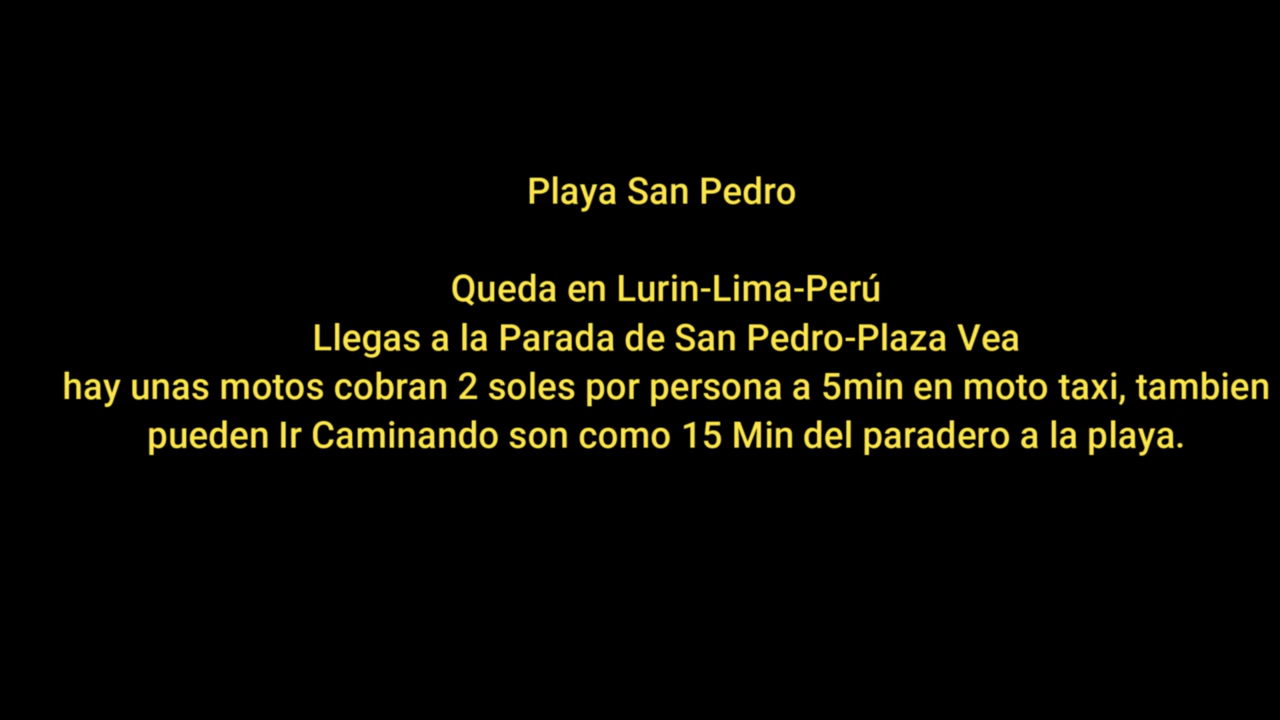 Playa San Pedro
Queda en Lurin-Lima-Perú
Llegas a la Parada de San Pedro-Plaza Vea
hay unas motos cobran 2 soles por persona a 5min en moto taxi, tambien
pueden Ir Caminando son como 15 Min del paradero a la playa.